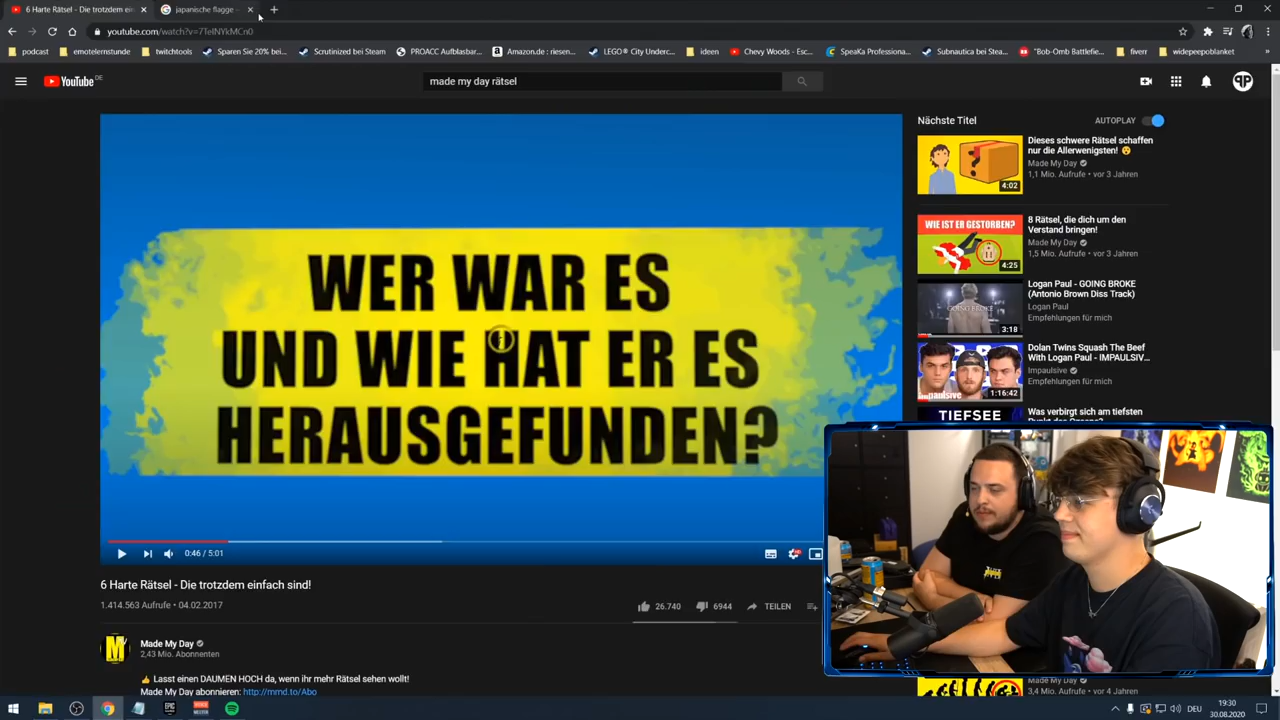 6 Harte Rätsel - Die trotzdem ein
japanische flagge -
youtube.com/watch?v=7TeINYkMCn0
podcast
emotelernstunde
twitchtools
Sparen Sie 20% bei...
Scrutinized bei Steam
PROACC Aufblasbar...
Amazon.de : riesen...
LEGO® City Underc...
ideen
Chevy Woods - Esc...
SpeaKa Professiona...
Subnautica bei Stea...
"Bob-Omb Battlefie...
fiverr
widepeepoblanket
YouTube DE
made my day rätsel
WER WAR ES
UND WIE HAT ER ES
HERAUSGEFUNDEN?
0:46 / 5:01
6 Harte Rätsel - Die trotzdem einfach sind!
1.414.563 Aufrufe • 04.02.2017
26.740
6944
TEILEN
Made My Day
2,43 Mio. Abonnenten
Lasst einen DAUMEN HOCH da, wenn ihr mehr Rätsel sehen wollt!
Made My Day abonnieren: http://mmd.to/Abo
Nächste Titel
AUTOPLAY
Dieses schwere Rätsel schaffen
nur die Allerwenigsten!
Made My Day
1,1 Mio. Aufrufe • vor 3 Jahren
4:02
WIE IST ER GESTORBEN?
4:25
8 Rätsel, die dich um den
Verstand bringen!
Made My Day
1,5 Mio. Aufrufe • vor 3 Jahren
GOING BROKE
3:18
Logan Paul - GOING BROKE
(Antonio Brown Diss Track)
Logan Paul
Empfehlungen für mich
1:16:42
Dolan Twins Squash The Beef
With Logan Paul - IMPAULSIV...
Impaulsive
Empfehlungen für mich
TIEFSEE
Was verbirgt sich am tiefsten
Made My Day
3,4 Mio. Aufrufe • vor 4 Jahren
DEU
19:30
30.08.2020